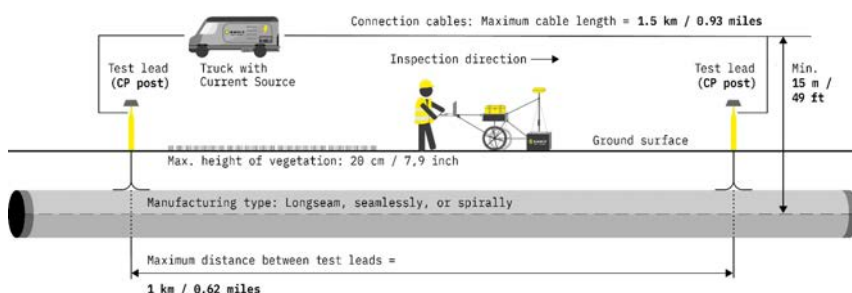 Connection cables: Maximum cable length = 1.5 km / 0.93 miles
Test lead
(CP post)
Truck with
Current Source
Inspection direction
Test lead
(CP post)
Min.
15 m /
49 ft
Ground surface
Max. height of vegetation: 20 cm / 7,9 inch
Manufacturing type: Longseam, seamlessly, or spirally
Maximum distance between test leads =
1 km / 0.62 miles